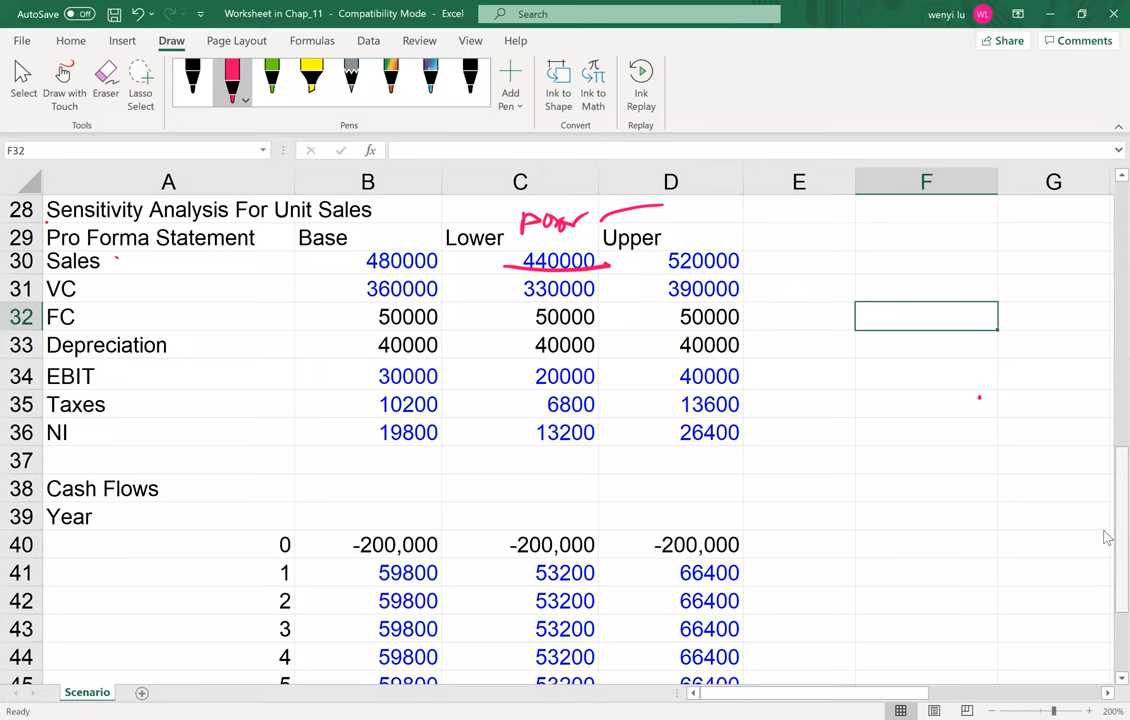 AutoSave Off Worksheet in Chap_11 - Compatibility Mode - Excel Search wenyi lu WL
File Home Insert Draw Page Layout Formulas Data Review View Help Share Comments
Select Draw with Touch Eraser Lasso Select Add Pen Ink to Shape Ink to Math Ink Replay
Tools Pens Convert Replay
F32 fx
A B C D E F G
28 Sensitivity Analysis For Unit Sales
poor
29 Pro Forma Statement Base Lower Upper
30 Sales 480000 440000 520000
31 VC 360000 330000 390000
32 FC 50000 50000 50000
33 Depreciation 40000 40000 40000
34 EBIT 30000 20000 40000
35 Taxes 10200 6800 13600
36 NI 19800 13200 26400
37
38 Cash Flows
39 Year
40 0 -200,000 -200,000 -200,000
41 1 59800 53200 66400
42 2 59800 53200 66400
43 3 59800 53200 66400
44 4 59800 53200 66400
45 5 59800 53200 66400
Scenario
Ready 200%